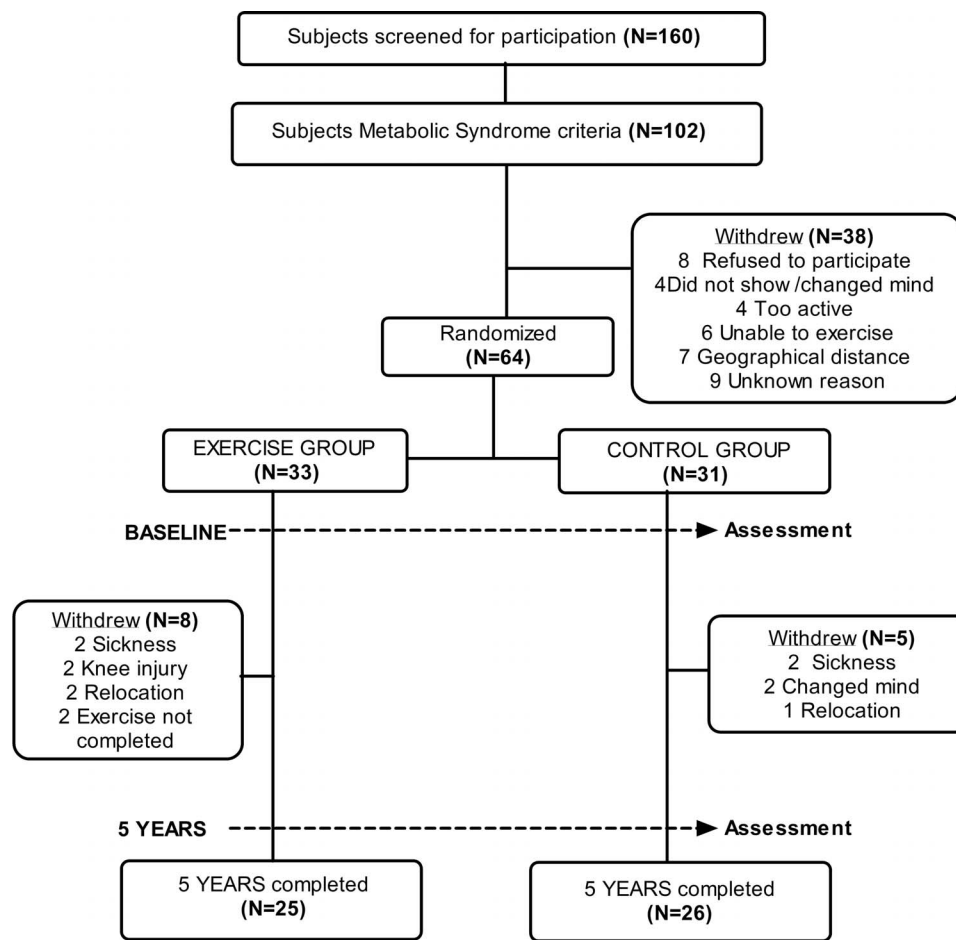 Subjects screened for participation (N=160)
Subjects Metabolic Syndrome criteria (N=102)
Withdrew (N=38)
8 Refused to participate
4Did not show /changed mind
4 Too active
6 Unable to exercise
7 Geographical distance
9 Unknown reason
Randomized
(N=64)
EXERCISE GROUP
(N=33)
CONTROL GROUP
(N=31)
BASELINE
Assessment
Withdrew (N=8)
2 Sickness
2 Knee injury
2 Relocation
2 Exercise not
completed
Withdrew (N=5)
2 Sickness
2 Changed mind
1 Relocation
5 YEARS
Assessment
5 YEARS completed
(N=25)
5 YEARS completed
(N=26)